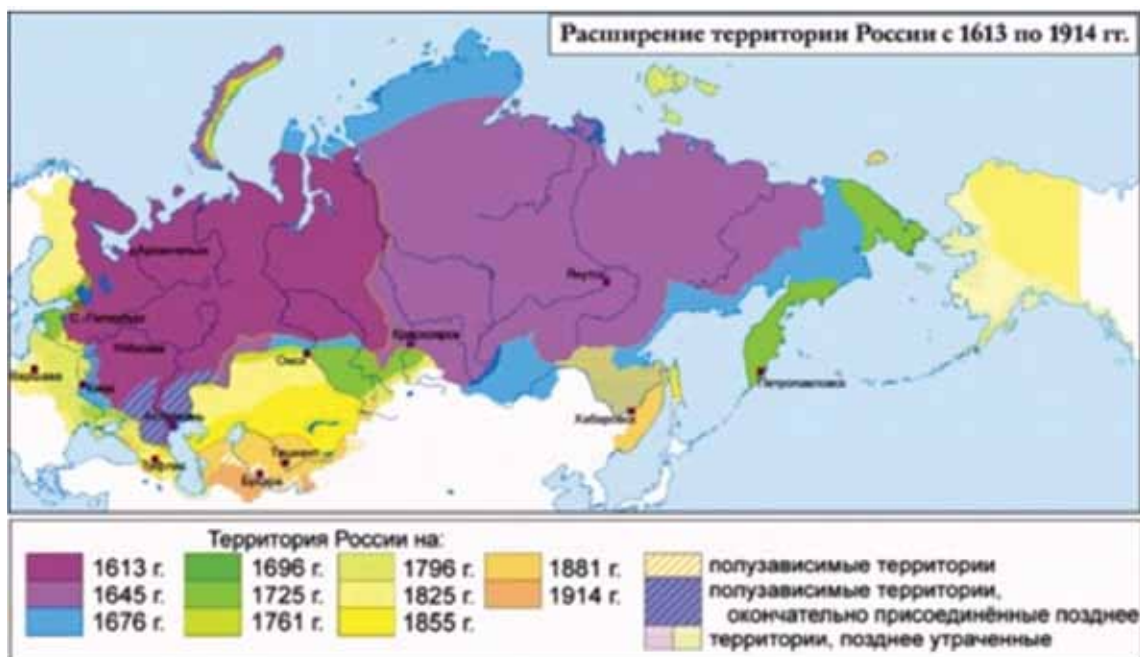 Расширение территории России с 1613 по 1914 гг.
Архангельск
Якутск
С.-Петербург
Красноярск
Москва
Омск
Варшава
Киев
Петропавловск
Астрахань
Хабаровск
Тифлис
Ташкент
Бухара
Территория России на:
1613 г.
1645 г.
1676 г.
1696 г.
1725 г.
1761 г.
1796 г.
1825 г.
1855 г.
1881 г.
1914 г.
полузависимые территории
полузависимые территории,
окончательно присоединённые позднее
территории, позднее утраченные